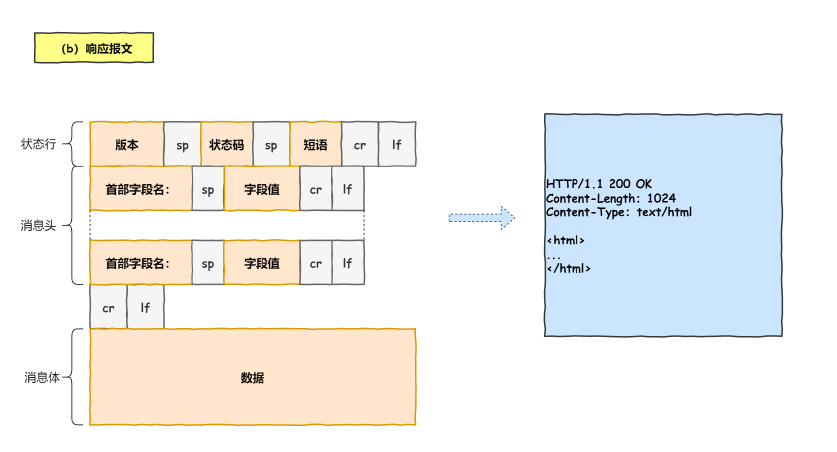 （b）响应报文
状态行
版本 sp 状态码 sp 短语 cr lf
消息头
首部字段名： sp 字段值 cr lf
首部字段名： sp 字段值 cr lf
cr lf
消息体
数据
HTTP/1.1 200 OK
Content-Length: 1024
Content-Type: text/html
<html>
...
</html>